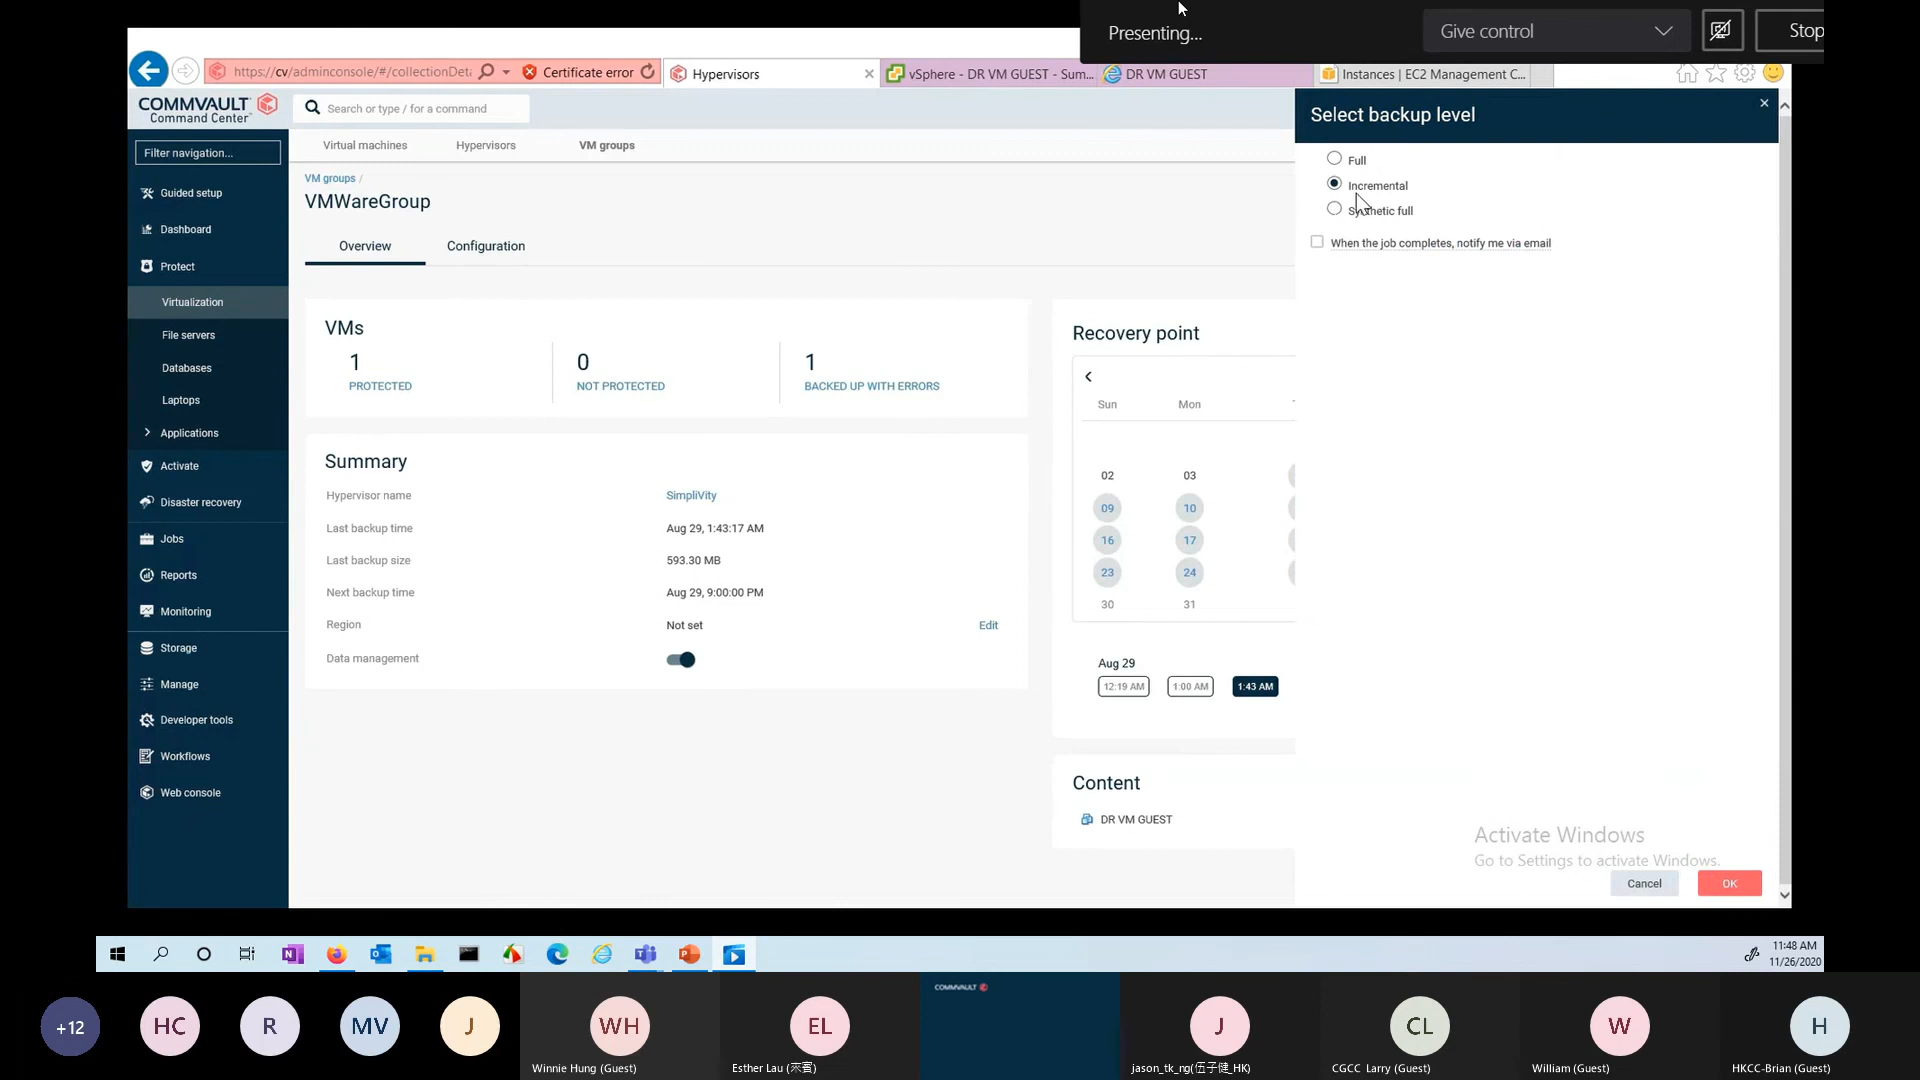 Presenting...
Give control
Stop
https://cv/adminconsole/#/collectionDeta
Certificate error
Hypervisors
vSphere - DR VM GUEST - Sum...
DR VM GUEST
Instances | EC2 Management C...
COMMVAULT
Command Center™
Search or type / for a command
Select backup level
Filter navigation...
Virtual machines
Hypervisors
VM groups
Full
Incremental
Synthetic full
When the job completes, notify me via email
VM groups /
VMWareGroup
Overview
Configuration
Guided setup
Dashboard
Protect
Virtualization
File servers
Databases
Laptops
Applications
Activate
Disaster recovery
Jobs
Reports
Monitoring
Storage
Manage
Developer tools
Workflows
Web console
VMs
1
PROTECTED
0
NOT PROTECTED
1
BACKED UP WITH ERRORS
Summary
Hypervisor name
SimpliVity
Last backup time
Aug 29, 1:43:17 AM
Last backup size
593.30 MB
Next backup time
Aug 29, 9:00:00 PM
Region
Not set
Edit
Data management
Recovery point
Sun
Mon
02
03
09
10
16
17
23
24
30
31
Aug 29
12:19 AM
1:00 AM
1:43 AM
Content
DR VM GUEST
Activate Windows
Go to Settings to activate Windows.
Cancel
OK
11:48 AM
11/26/2020
COMMVAULT
+12
HC
R
MV
J
WH
EL
J
CL
W
H
Winnie Hung (Guest)
jason_tk_ng(伍子健_HK)
CGCC Larry (Guest)
William (Guest)
HKCC-Brian (Guest)